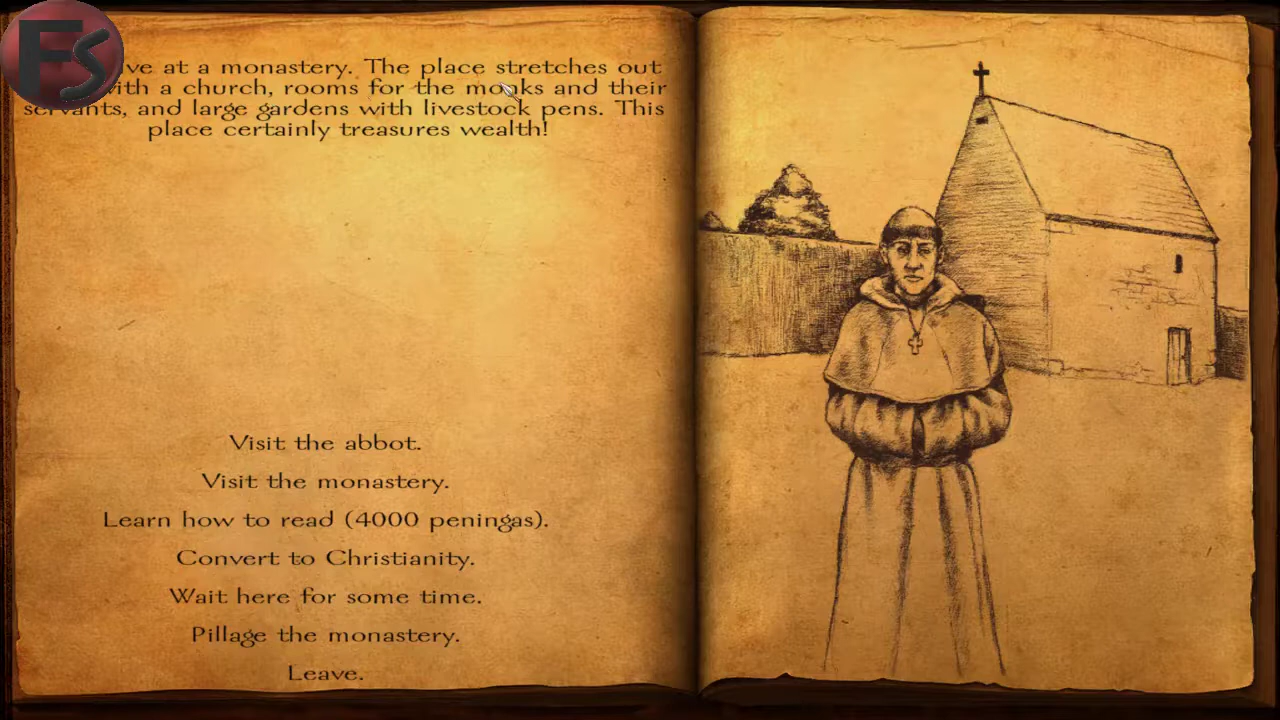 FS
ve at a monastery. The place stretches out
with a church, rooms for the monks and their
servants, and large gardens with livestock pens. This
place certainly treasures wealth!
Visit the abbot.
Visit the monastery.
Learn how to read (4000 peningas).
Convert to Christianity.
Wait here for some time.
Pillage the monastery.
Leave.